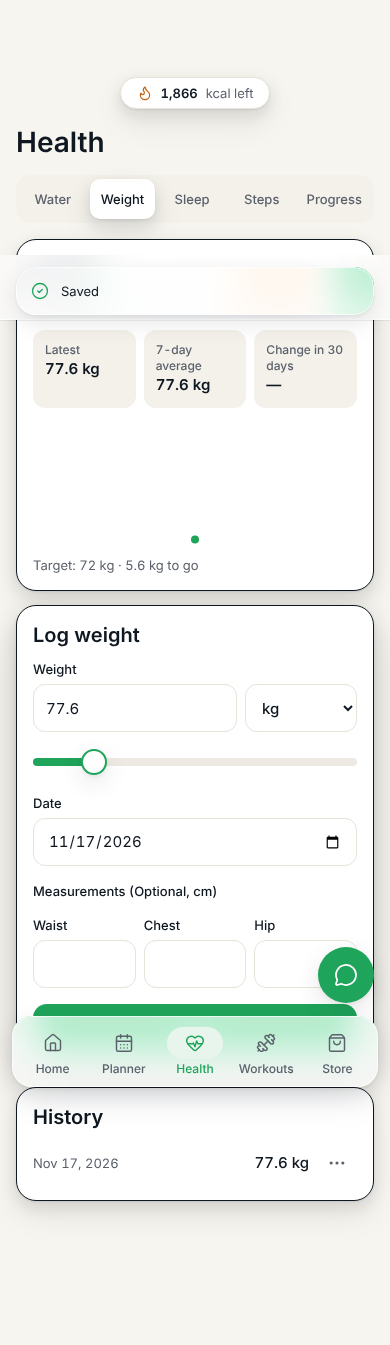 1,866 kcal left
Health
Water Weight Sleep Steps Progress
Saved
Latest
77.6 kg
7-day
average
77.6 kg
Change in 30
days
—
Target: 72 kg · 5.6 kg to go
Log weight
Weight
77.6 kg
Date
11/17/2026
Measurements (Optional, cm)
Waist Chest Hip
Home Planner Health Workouts Store
History
Nov 17, 2026 77.6 kg